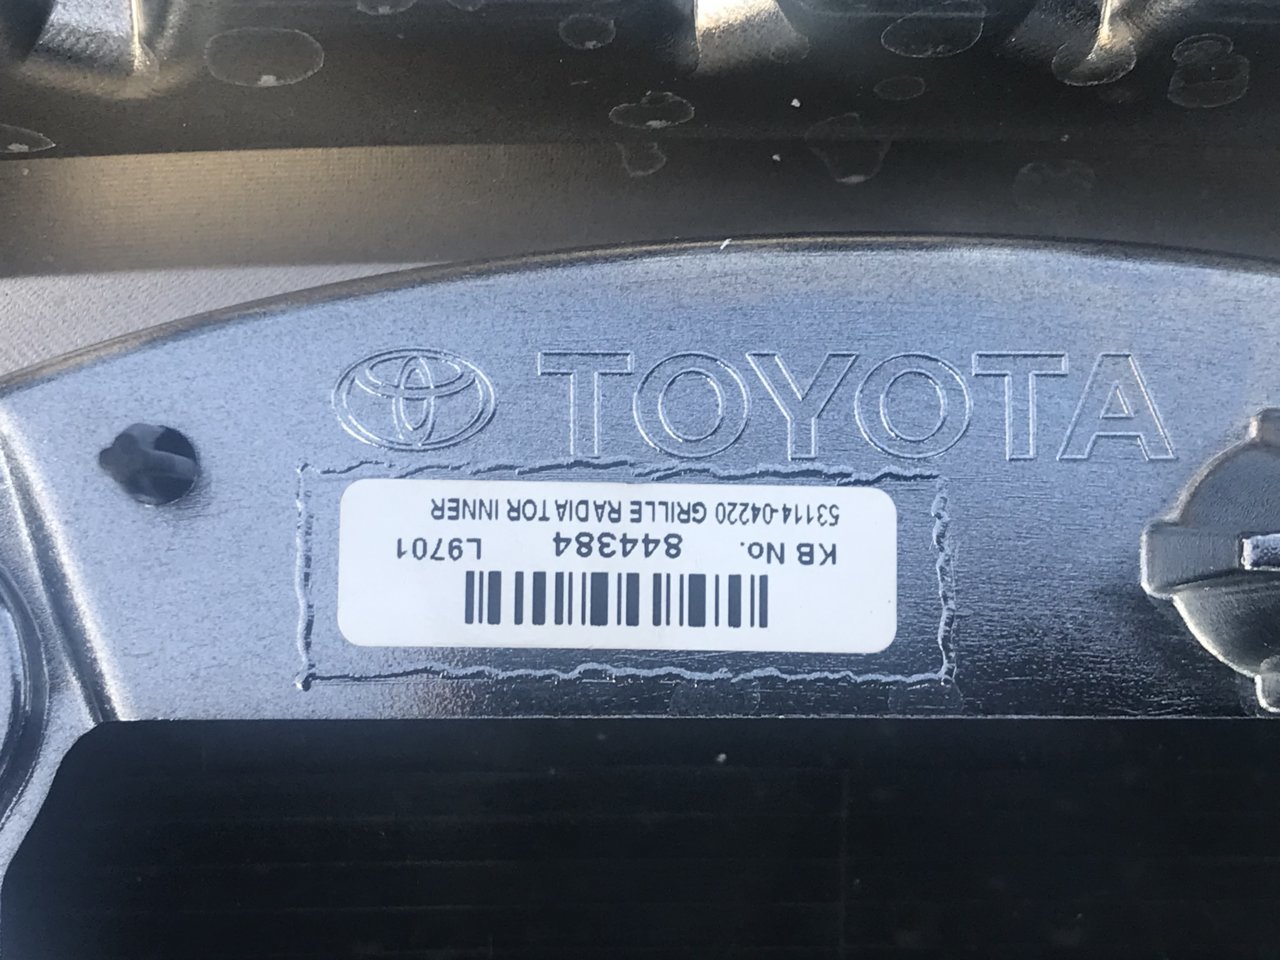 TOYOTA
KB No. 844384 L9701
53114-04220 GRILLE RADIATOR INNER